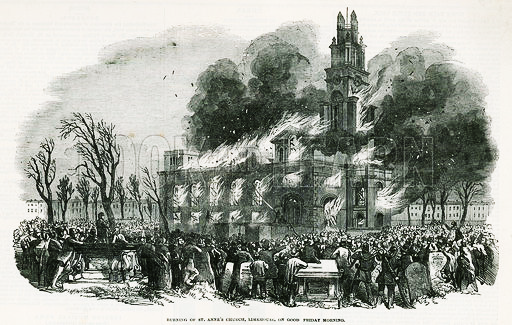 BURNING OF ST. ANNE'S CHURCH, LIMEHOUSE, ON GOOD FRIDAY MORNING.